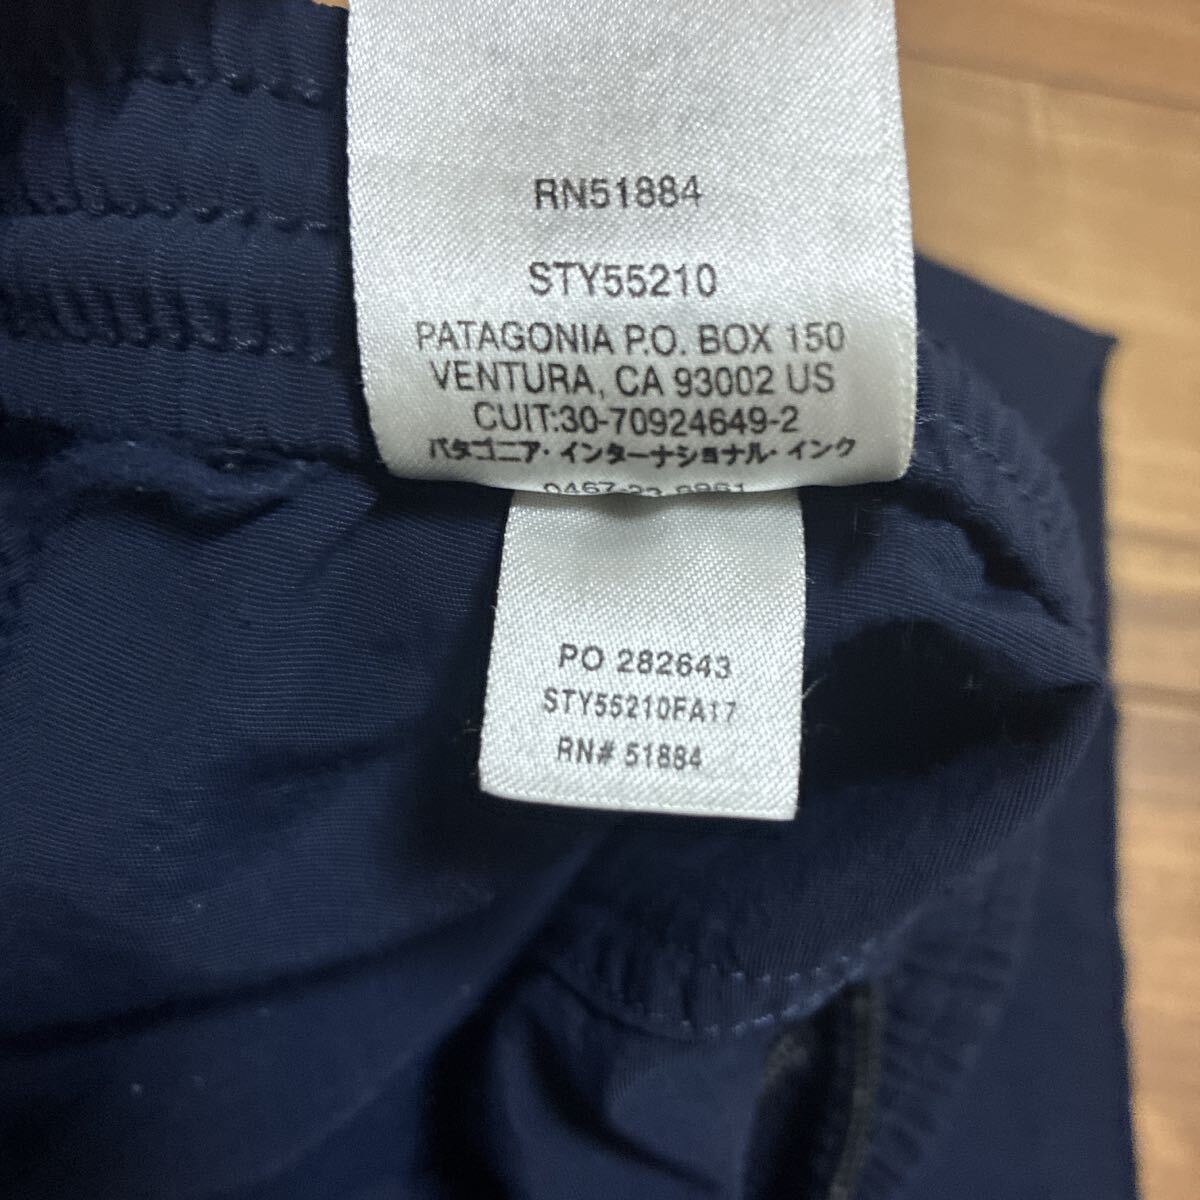 RN51884
STY55210
PATAGONIA P.O. BOX 150
VENTURA, CA 93002 US
CUIT:30-70924649-2
パタゴニア・インターナショナル・インク
PO 282643
STY55210FA17
RN# 51884